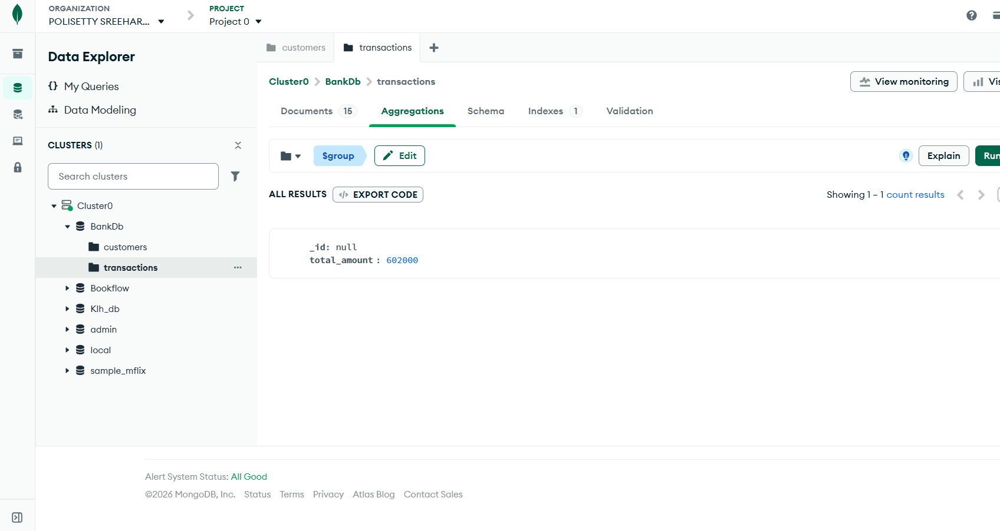 ORGANIZATION
POLISETTY SREEHAR...
PROJECT
Project 0
Data Explorer
My Queries
Data Modeling
CLUSTERS (1)
Search clusters
Cluster0
BankDb
customers
transactions
Bookflow
Klh_db
admin
local
sample_mflix
customers
transactions
Cluster0
BankDb
transactions
View monitoring
Documents 15
Aggregations
Schema
Indexes 1
Validation
$group
Edit
Explain
ALL RESULTS
EXPORT CODE
Showing 1 – 1 count results
_id: null
total_amount : 602000
Alert System Status: All Good
©2026 MongoDB, Inc. Status Terms Privacy Atlas Blog Contact Sales